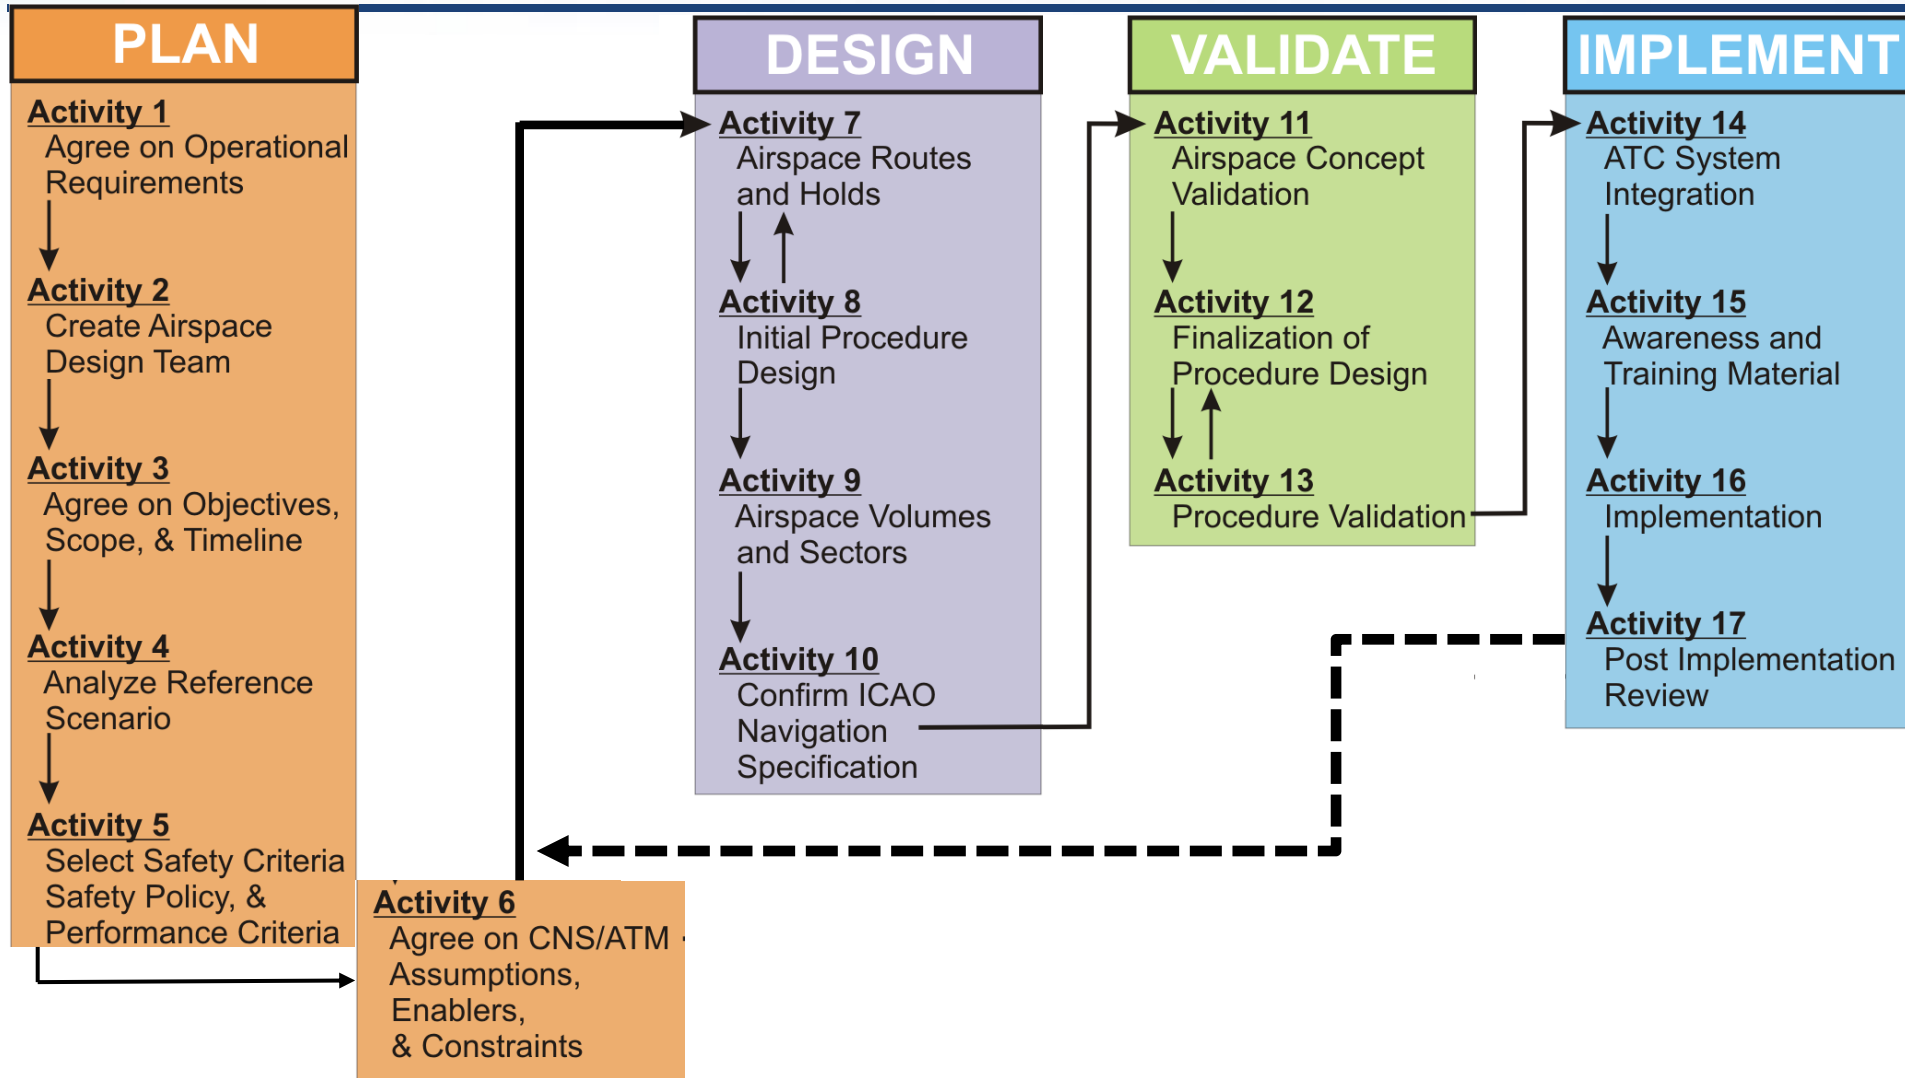 PLAN
Activity 1
Agree on Operational
Requirements
Activity 2
Create Airspace
Design Team
Activity 3
Agree on Objectives,
Scope, & Timeline
Activity 4
Analyze Reference
Scenario
Activity 5
Select Safety Criteria
Safety Policy, &
Performance Criteria
Activity 6
Agree on CNS/ATM -
Assumptions,
Enablers,
& Constraints
DESIGN
Activity 7
Airspace Routes
and Holds
Activity 8
Initial Procedure
Design
Activity 9
Airspace Volumes
and Sectors
Activity 10
Confirm ICAO
Navigation
Specification
VALIDATE
Activity 11
Airspace Concept
Validation
Activity 12
Finalization of
Procedure Design
Activity 13
Procedure Validation
IMPLEMENT
Activity 14
ATC System
Integration
Activity 15
Awareness and
Training Material
Activity 16
Implementation
Activity 17
Post Implementation
Review